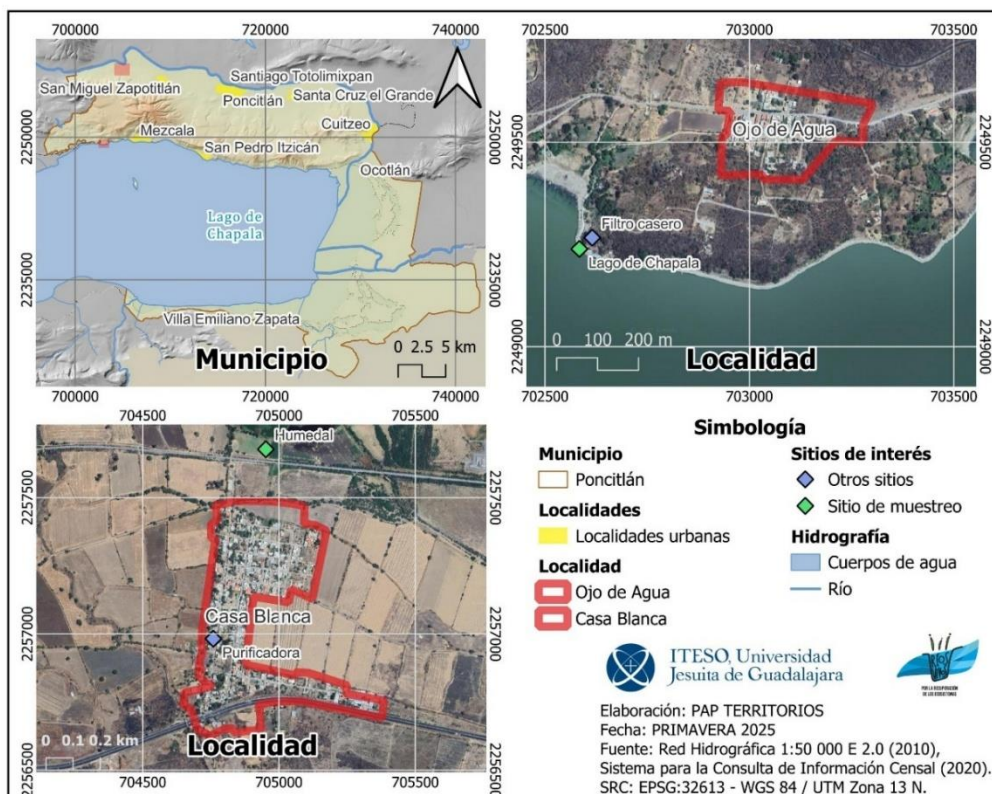 700000
720000
740000
San Miguel Zapotitlán
Santiago Totolimixpan
Poncitlán
Santa Cruz el Grande
Mezcala
Cuitzeo
San Pedro Itzicán
Ocotlán
Lago de
Chapala
Villa Emiliano Zapata
Municipio
0 2.5 5 km
2250000
2235000
2250000
2235000
700000
720000
740000
702500
703000
703500
Ojo de Agua
Filtro casero
Lago de Chapala
0 100 200 m
Localidad
2249500
2249000
2249500
2249000
702500
703000
703500
704500
705000
705500
Humedal
Casa Blanca
Purificadora
0 0.1 0.2 km
Localidad
2257500
2257000
2256500
2257500
2257000
2256500
704500
705000
705500
Simbología
Municipio
Poncitlán
Localidades
Localidades urbanas
Localidad
Ojo de Agua
Casa Blanca
Sitios de interés
Otros sitios
Sitio de muestreo
Hidrografía
Cuerpos de agua
Río
ITESO, Universidad
Jesuita de Guadalajara
POR LA RECUPERACIÓN
DE LOS ECOSISTEMAS
Elaboración: PAP TERRITORIOS
Fecha: PRIMAVERA 2025
Fuente: Red Hidrográfica 1:50 000 E 2.0 (2010),
Sistema para la Consulta de Información Censal (2020).
SRC: EPSG:32613 - WGS 84 / UTM Zona 13 N.